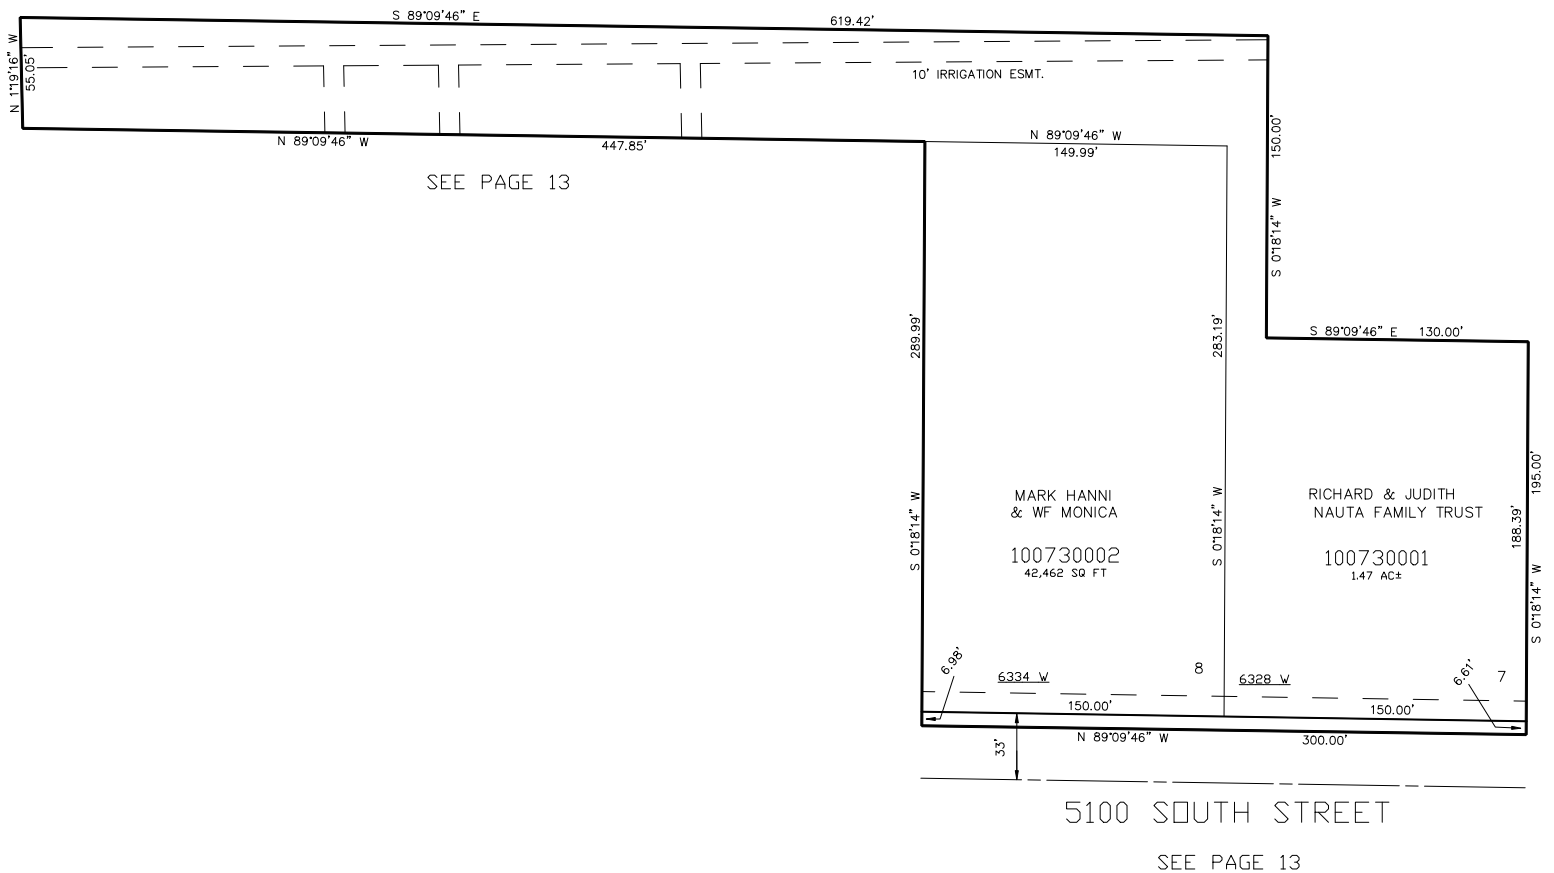 S 89°09'46" E
619.42'
N 1°19'16" W
55.05'
10' IRRIGATION ESMT.
N 89°09'46" W
447.85'
N 89°09'46" W
149.99'
150.00'
S 0°18'14" W
SEE PAGE 13
289.99'
283.19'
S 89°09'46" E 130.00'
S 0°18'14" W
MARK HANNI
& WF MONICA
100730002
42,462 SQ FT
S 0°18'14" W
RICHARD & JUDITH
NAUTA FAMILY TRUST
100730001
1.47 AC±
188.39'
195.00'
S 0°18'14" W
6.98'
6334 W
8
6328 W
6.61'
7
150.00'
150.00'
33'
N 89°09'46" W
300.00'
5100 SOUTH STREET
SEE PAGE 13